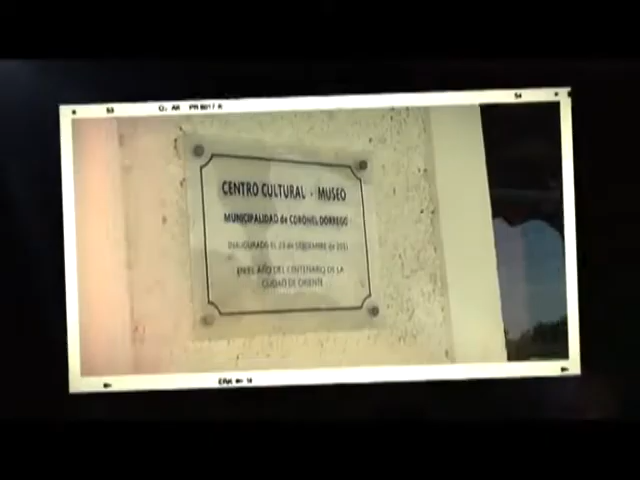 CENTRO CULTURAL - MUSEO
MUNICIPALIDAD de CORONEL DORREGO
INAUGURADO EL 23 de SEPTIEMBRE de 2011
EN EL AÑO DEL CENTENARIO DE LA
CIUDAD DE ORIENTE